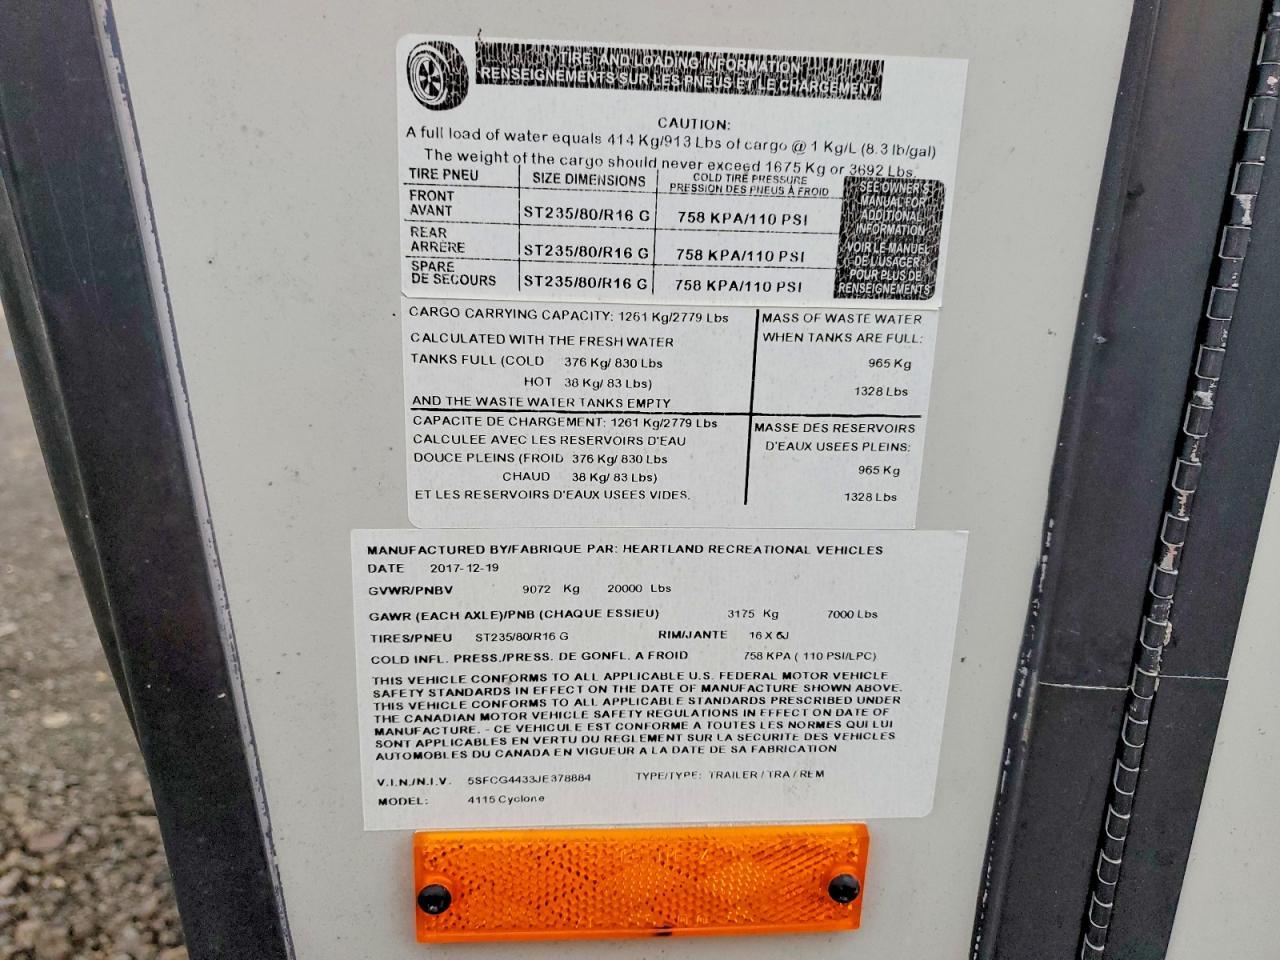 TIRE AND LOADING INFORMATION
RENSEIGNEMENTS SUR LES PNEUS ET LE CHARGEMENT
CAUTION:
A full load of water equals 414 Kg/913 Lbs of cargo @ 1 Kg/L (8.3 lb/gal)
The weight of the cargo should never exceed 1675 Kg or 3692 Lbs.
TIRE PNEU SIZE DIMENSIONS COLD TIRE PRESSURE
PRESSION DES PNEUS À FROID
FRONT
AVANT ST235/80/R16 G 758 KPA/110 PSI
REAR
ARRÈRE ST235/80/R16 G 758 KPA/110 PSI
SPARE
DE SECOURS ST235/80/R16 G 758 KPA/110 PSI
SEE OWNER'S
MANUAL FOR
ADDITIONAL
INFORMATION
VOIR LE MANUEL
DE L'USAGER
POUR PLUS DE
RENSEIGNEMENTS
CARGO CARRYING CAPACITY: 1261 Kg/2779 Lbs
CALCULATED WITH THE FRESH WATER
TANKS FULL (COLD 376 Kg/ 830 Lbs
HOT 38 Kg/ 83 Lbs)
AND THE WASTE WATER TANKS EMPTY
MASS OF WASTE WATER
WHEN TANKS ARE FULL:
965 Kg
1328 Lbs
CAPACITE DE CHARGEMENT: 1261 Kg/2779 Lbs
CALCULEE AVEC LES RESERVOIRS D'EAU
DOUCE PLEINS (FROID 376 Kg/ 830 Lbs
CHAUD 38 Kg/ 83 Lbs)
ET LES RESERVOIRS D'EAUX USEES VIDES.
MASSE DES RESERVOIRS
D'EAUX USEES PLEINS:
965 Kg
1328 Lbs
MANUFACTURED BY/FABRIQUE PAR: HEARTLAND RECREATIONAL VEHICLES
DATE 2017-12-19
GVWR/PNBV 9072 Kg 20000 Lbs
GAWR (EACH AXLE)/PNB (CHAQUE ESSIEU) 3175 Kg 7000 Lbs
TIRES/PNEU ST235/80/R16 G RIM/JANTE 16 X 6J
COLD INFL. PRESS./PRESS. DE GONFL. A FROID 758 KPA ( 110 PSI/LPC)
THIS VEHICLE CONFORMS TO ALL APPLICABLE U.S. FEDERAL MOTOR VEHICLE
SAFETY STANDARDS IN EFFECT ON THE DATE OF MANUFACTURE SHOWN ABOVE.
THIS VEHICLE CONFORMS TO ALL APPLICABLE STANDARDS PRESCRIBED UNDER
THE CANADIAN MOTOR VEHICLE SAFETY REGULATIONS IN EFFECT ON DATE OF
MANUFACTURE. - CE VEHICULE EST CONFORME A TOUTES LES NORMES QUI LUI
SONT APPLICABLES EN VERTU DU REGLEMENT SUR LA SECURITE DES VEHICLES
AUTOMOBILES DU CANADA EN VIGUEUR A LA DATE DE SA FABRICATION
V.I.N./N.I.V. 5SFCG4433JE378884 TYPE/TYPE: TRAILER / TRA / REM
MODEL: 4115 Cyclone